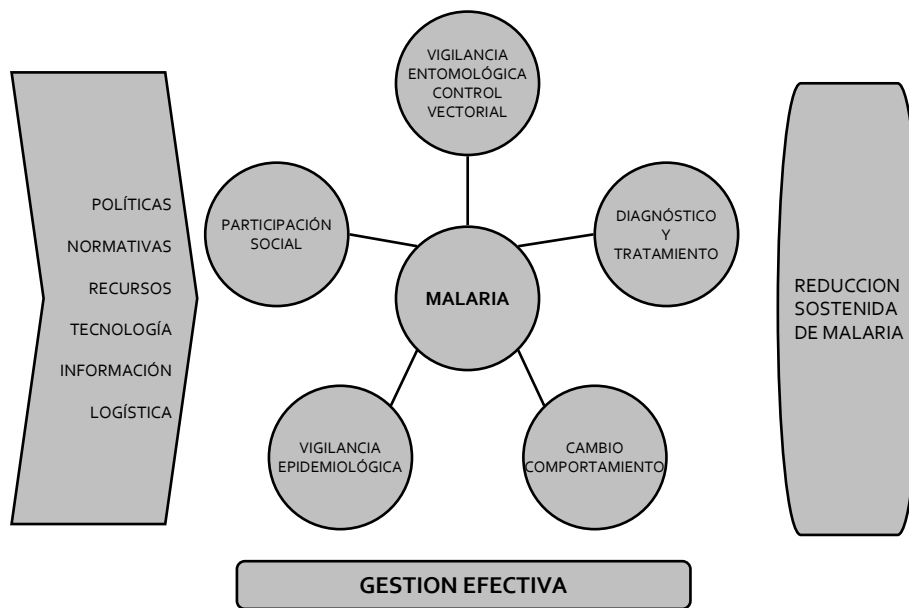 VIGILANCIA
ENTOMOLÓGICA
CONTROL
VECTORIAL
POLÍTICAS
NORMATIVAS
RECURSOS
TECNOLOGÍA
INFORMACIÓN
LOGÍSTICA
PARTICIPACIÓN
SOCIAL
DIAGNÓSTICO
Y
TRATAMIENTO
MALARIA
REDUCCION
SOSTENIDA
DE MALARIA
VIGILANCIA
EPIDEMIOLÓGICA
CAMBIO
COMPORTAMIENTO
GESTION EFECTIVA